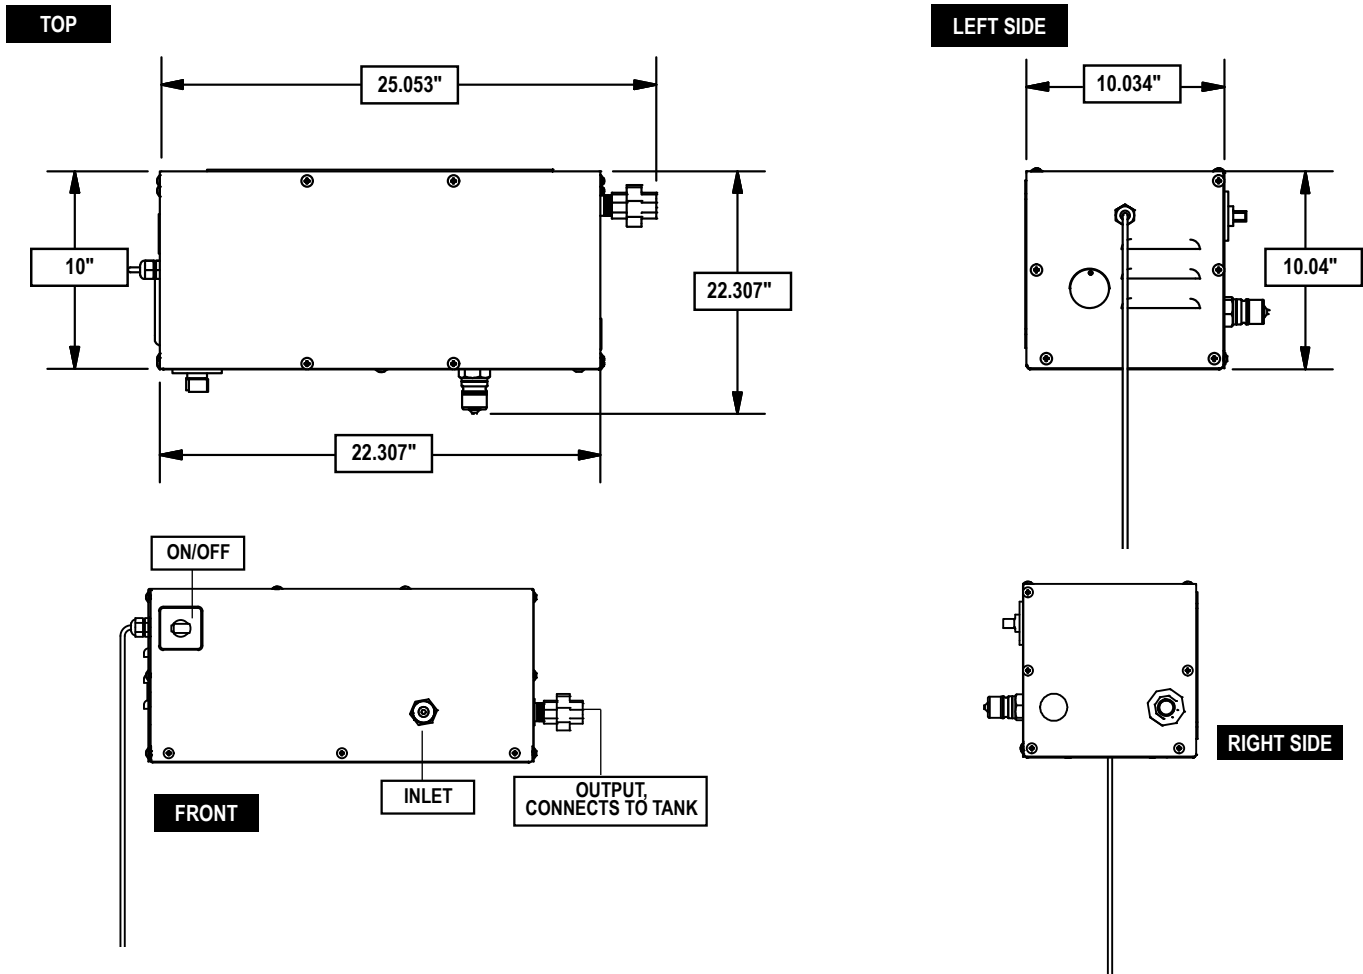 TOP
LEFT SIDE
25.053"
10.034"
10"
22.307"
10.04"
22.307"
ON/OFF
INLET
OUTPUT,
CONNECTS TO TANK
FRONT
RIGHT SIDE